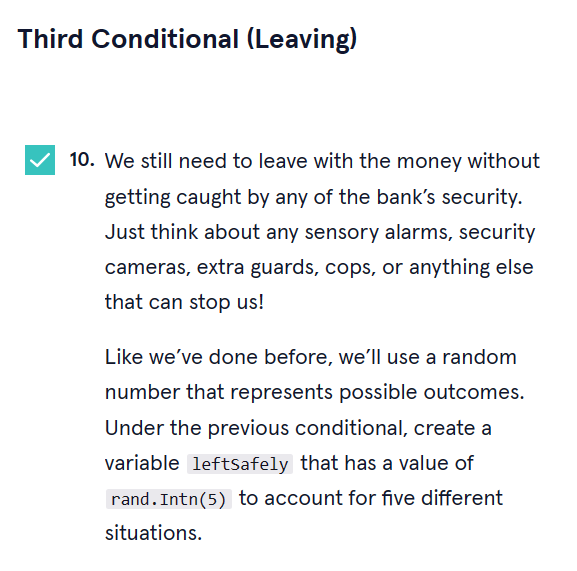 Third Conditional (Leaving)
10. We still need to leave with the money without
getting caught by any of the bank’s security.
Just think about any sensory alarms, security
cameras, extra guards, cops, or anything else
that can stop us!
Like we’ve done before, we’ll use a random
number that represents possible outcomes.
Under the previous conditional, create a
variable leftSafely that has a value of
rand.Intn(5) to account for five different
situations.